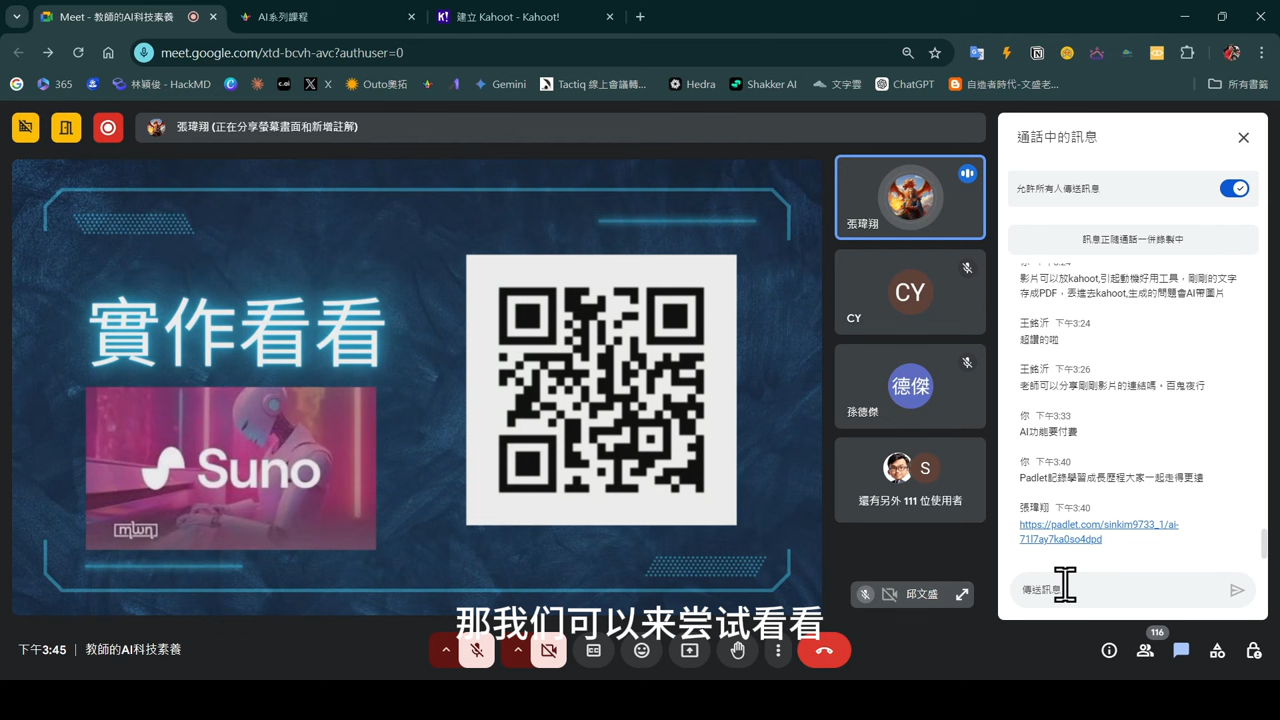 Meet - 教師的AI科技素養
AI系列課程
建立 Kahoot - Kahoot!
meet.google.com/xtd-bcvh-avc?authuser=0
365
林穎俊 - HackMD
c.ai
X
Outo奧拓
Gemini
Tactiq 線上會議轉...
Hedra
Shakker AI
文字雲
ChatGPT
自造者時代-文盛老...
所有書籤
張瑋翔 (正在分享螢幕畫面和新增註解)
通話中的訊息
允許所有人傳送訊息
訊息正隨通話一併錄製中
影片可以放kahoot,引起動機好用工具，剛剛的文字
存成PDF，丟進去kahoot,生成的問題會AI帶圖片
王銘沂 下午3:24
超讚的啦
王銘沂 下午3:26
老師可以分享剛剛影片的連結嗎，百鬼夜行
你 下午3:33
AI功能要付費
你 下午3:40
Padlet記錄學習成長歷程大家一起走得更遠
張瑋翔 下午3:40
https://padlet.com/sinkim9733_1/ai-
71l7ay7ka0so4dpd
傳送訊息
實作看看
Suno
mwn
張瑋翔
CY
CY
德傑
孫德傑
S
還有另外 111 位使用者
邱文盛
那我们可以来尝试看看
下午3:45
教師的AI科技素養
116